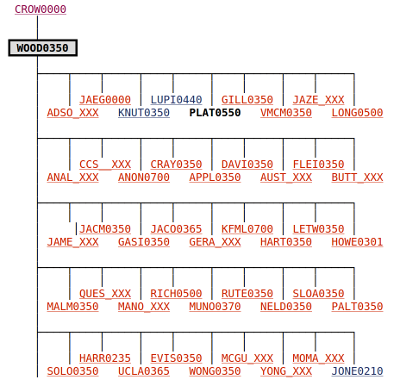 CROW0000
WOOD0350
JAEG0000 LUPI0440 GILL0350 JAZE_XXX
ADSO_XXX KNUT0350 PLAT0550 VMCM0350 LONG0500
CCS__XXX CRAY0350 DAVI0350 FLEI0350
ANAL_XXX ANON0700 APPL0350 AUST_XXX BUTT_XXX
JACM0350 JACO0365 KFML0700 LETW0350
JAME_XXX GASI0350 GERA_XXX HART0350 HOWE0301
QUES_XXX RICH0500 RUTE0350 SLOA0350
MALM0350 MANO_XXX MUNO0370 NELD0350 PALT0350
HARR0235 EVIS0350 MCGU_XXX MOMA_XXX
SOLO0350 UCLA0365 WONG0350 YONG_XXX JONE0210